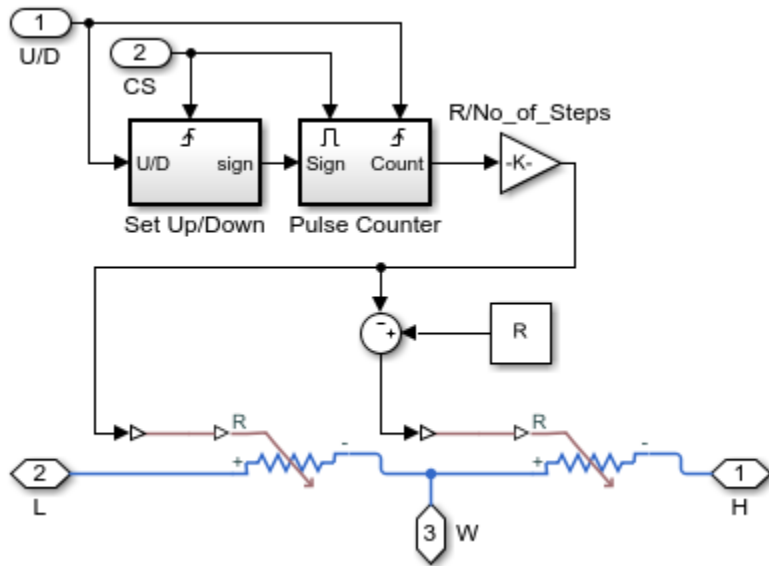 1
U/D
2
CS
R/No_of_Steps
U/D sign
Sign Count
-K-
Set Up/Down
Pulse Counter
R
R
R
+ -
+ -
2
L
3
W
1
H